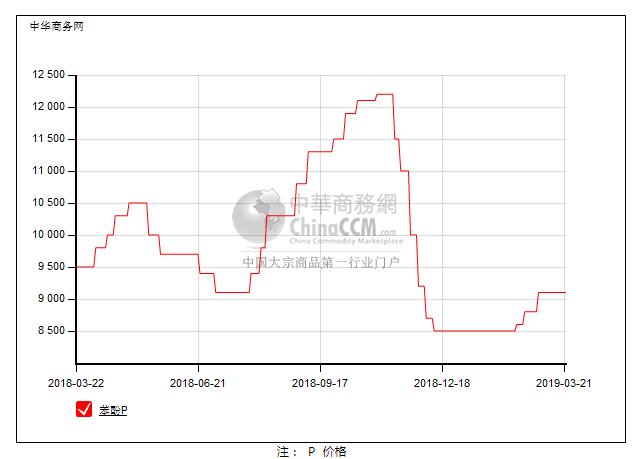 中华商务网
12 500
12 000
11 500
11 000
10 500
10 000
9 500
9 000
8 500
中華商務網
ChinaCCM.com
China Commodity Marketplace
中国大宗商品第一行业门户
2018-03-22 2018-06-21 2018-09-17 2018-12-18 2019-03-21
苯酚P
注： P 价格